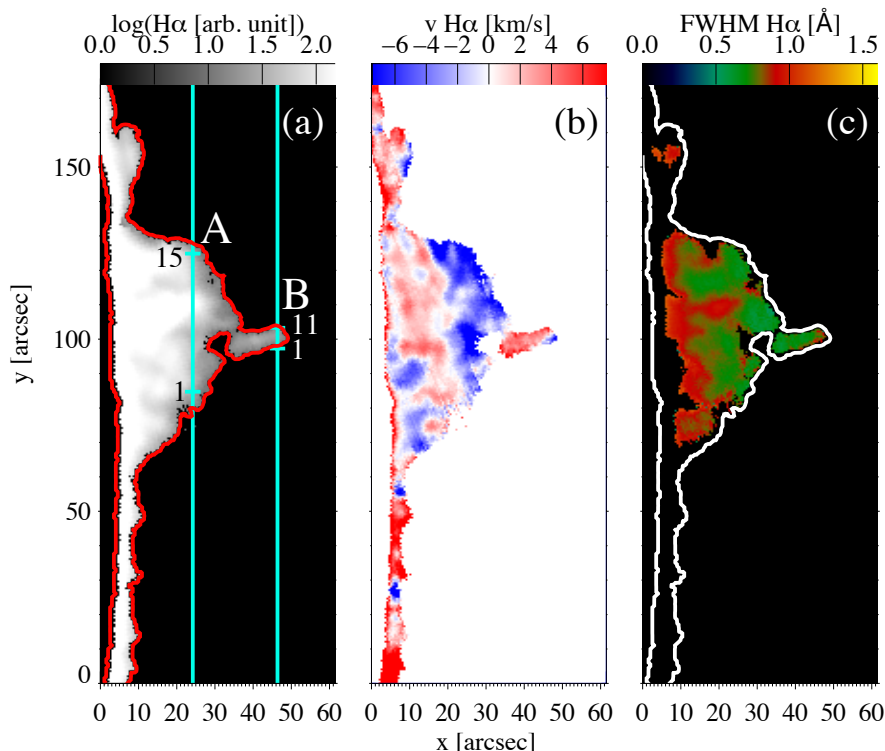 log(Hα [arb. unit])
0.0 0.5 1.0 1.5 2.0
v Hα [km/s]
−6 −4 −2 0 2 4 6
FWHM Hα [Å]
0.0 0.5 1.0 1.5
(a)
(b)
(c)
A
15
B
11
1
1
y [arcsec]
150
100
50
0
0 10 20 30 40 50 60
0 10 20 30 40 50 60
0 10 20 30 40 50 60
x [arcsec]